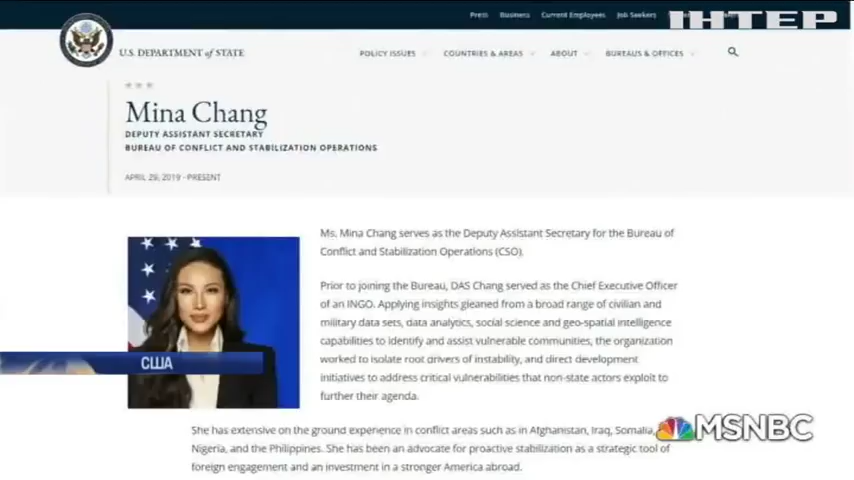 Press Business Current Employees Job Seekers
ІНТЕР
U.S. DEPARTMENT of STATE
POLICY ISSUES COUNTRIES & AREAS ABOUT BUREAUS & OFFICES
Mina Chang
DEPUTY ASSISTANT SECRETARY
BUREAU OF CONFLICT AND STABILIZATION OPERATIONS
APRIL 29, 2019 - PRESENT
Ms. Mina Chang serves as the Deputy Assistant Secretary for the Bureau of
Conflict and Stabilization Operations (CSO).
Prior to joining the Bureau, DAS Chang served as the Chief Executive Officer
of an INGO. Applying insights gleaned from a broad range of civilian and
military data sets, data analytics, social science and geo-spatial intelligence
capabilities to identify and assist vulnerable communities, the organization
worked to isolate root drivers of instability, and direct development
initiatives to address critical vulnerabilities that non-state actors exploit to
further their agenda.
США
She has extensive on the ground experience in conflict areas such as in Afghanistan, Iraq, Somalia,
Nigeria, and the Philippines. She has been an advocate for proactive stabilization as a strategic tool of
foreign engagement and an investment in a stronger America abroad.
MSNBC